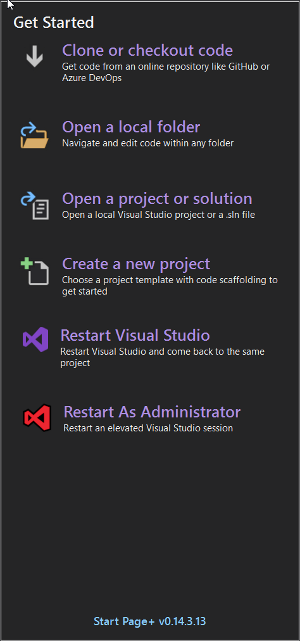 Get Started
Clone or checkout code
Get code from an online repository like GitHub or
Azure DevOps
Open a local folder
Navigate and edit code within any folder
Open a project or solution
Open a local Visual Studio project or a .sln file
Create a new project
Choose a project template with code scaffolding to
get started
Restart Visual Studio
Restart Visual Studio and come back to the same
project
Restart As Administrator
Restart an elevated Visual Studio session
Start Page+ v0.14.3.13